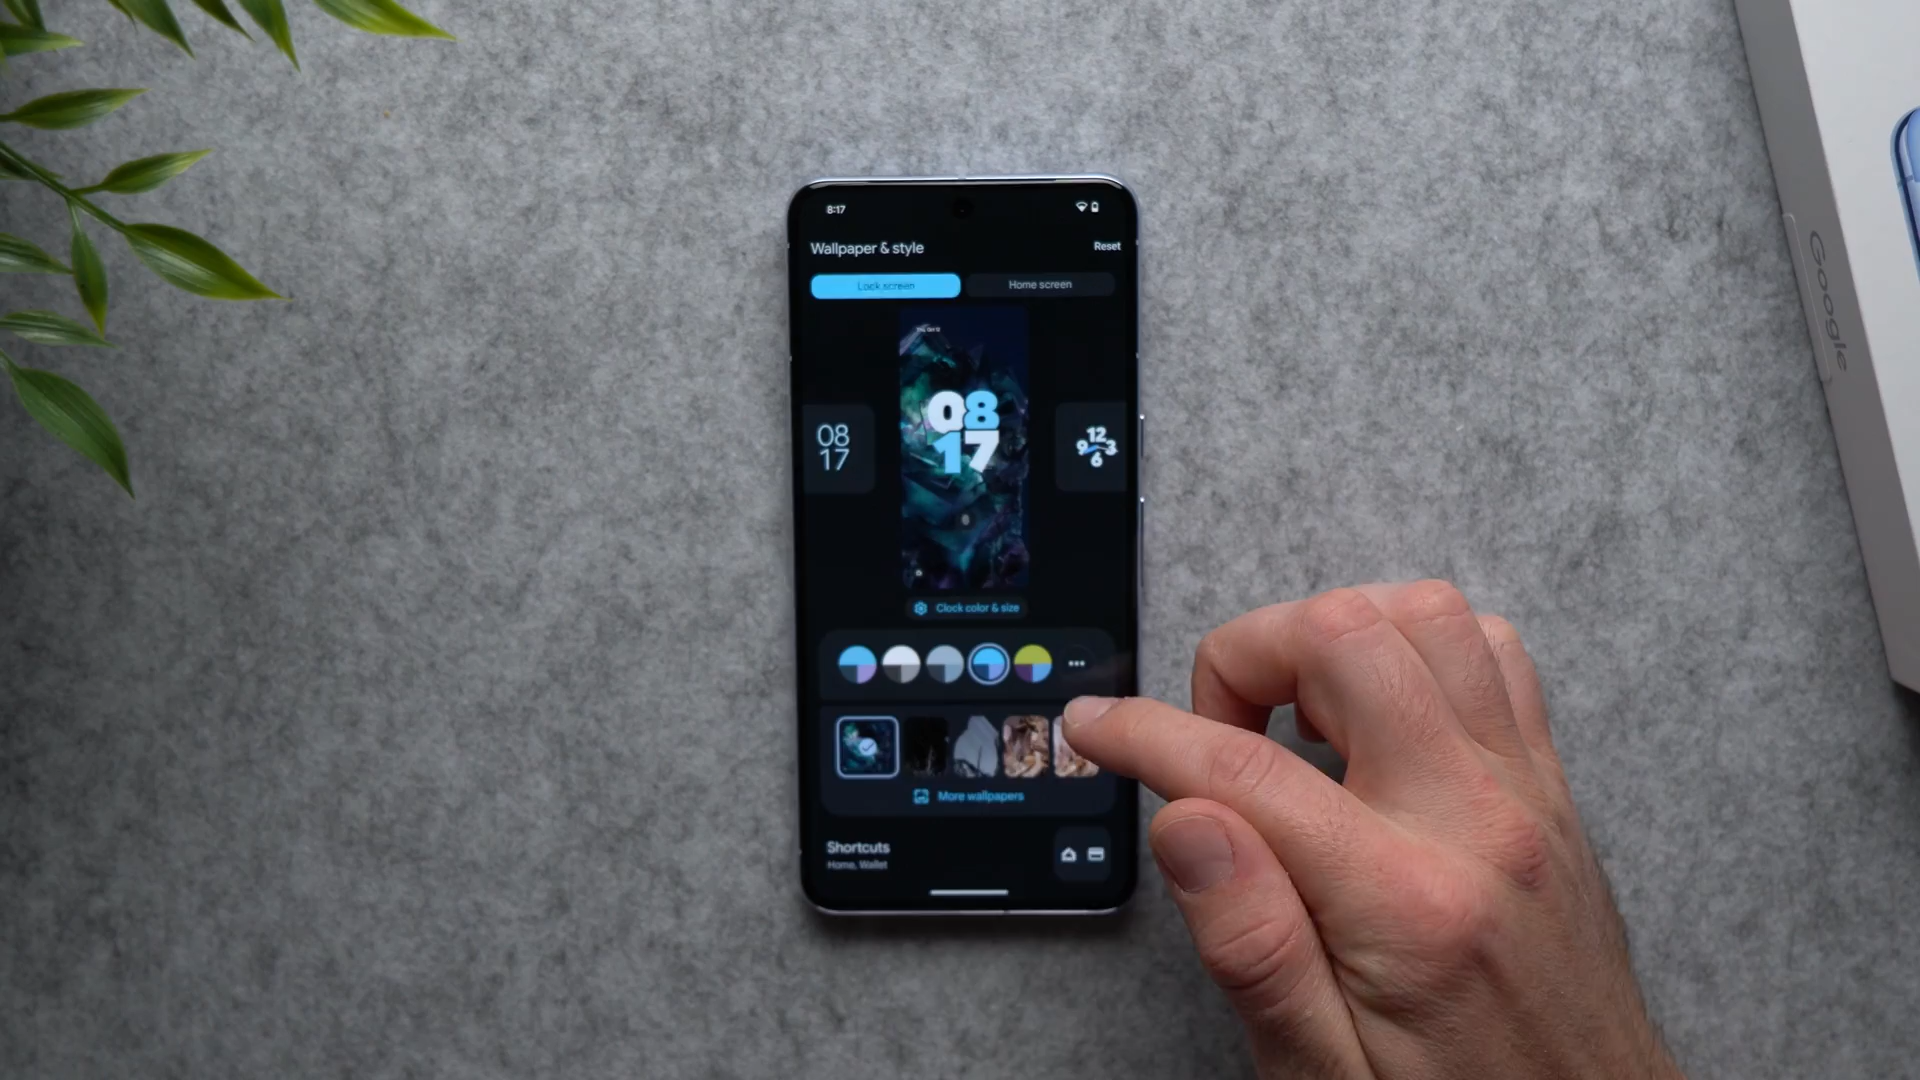 8:17
Wallpaper & style
Reset
Lock screen
Home screen
08
17
08
17
12
9 3
6
Clock color & size
More wallpapers
Shortcuts
Home, Wallet
Google